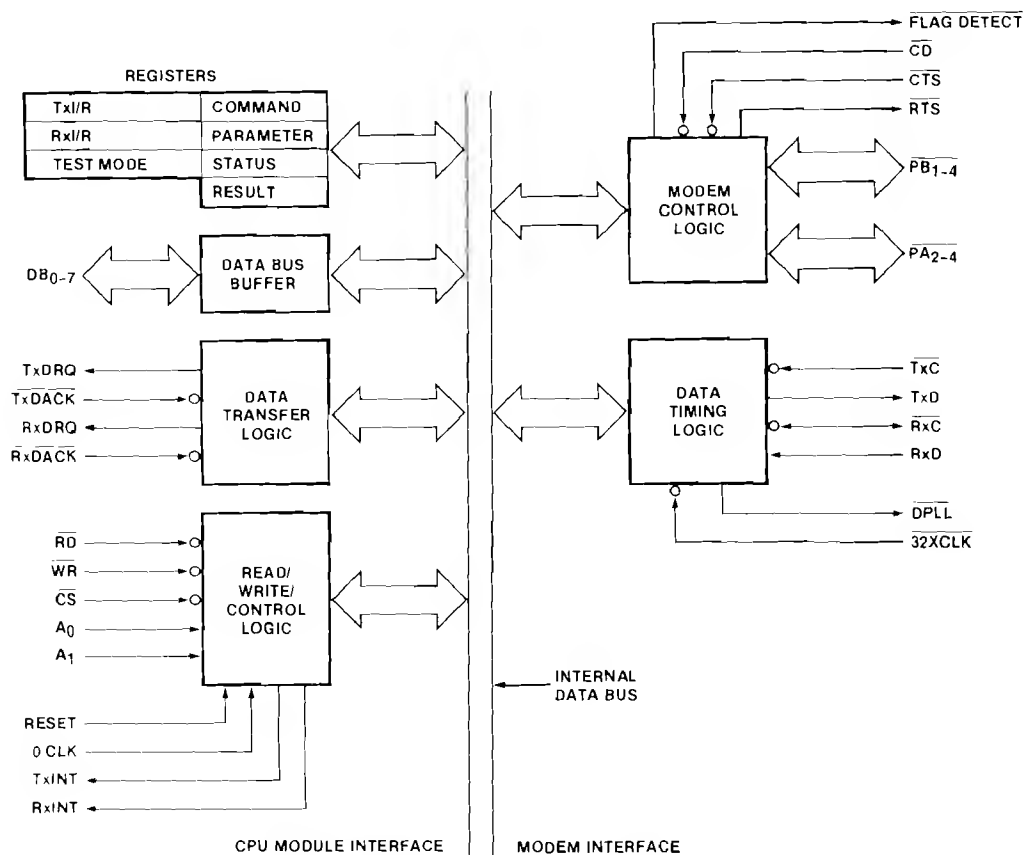 REGISTERS
TxI/R COMMAND
RxI/R PARAMETER
TEST MODE STATUS
RESULT
DB0-7
DATA BUS
BUFFER
TxDRQ
TxDACK
RxDRQ
RxDACK
DATA
TRANSFER
LOGIC
RD
WR
CS
A0
A1
READ/
WRITE/
CONTROL
LOGIC
RESET
0 CLK
TxINT
RxINT
CPU MODULE INTERFACE
FLAG DETECT
CD
CTS
RTS
MODEM
CONTROL
LOGIC
PB1-4
PA2-4
DATA
TIMING
LOGIC
TxC
TxD
RxC
RxD
DPLL
32XCLK
INTERNAL
DATA BUS
MODEM INTERFACE